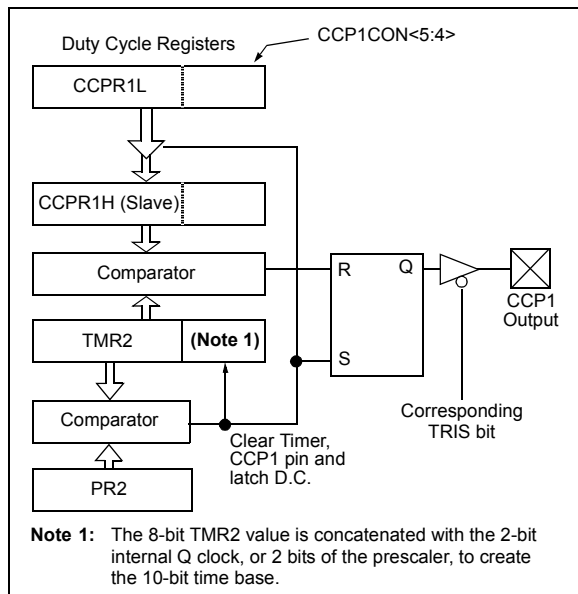 Duty Cycle Registers
CCP1CON<5:4>
CCPR1L
CCPR1H (Slave)
Comparator
R
Q
TMR2
(Note 1)
S
CCP1
Output
Comparator
Clear Timer,
CCP1 pin and
latch D.C.
Corresponding
TRIS bit
PR2
Note 1: The 8-bit TMR2 value is concatenated with the 2-bit
internal Q clock, or 2 bits of the prescaler, to create
the 10-bit time base.